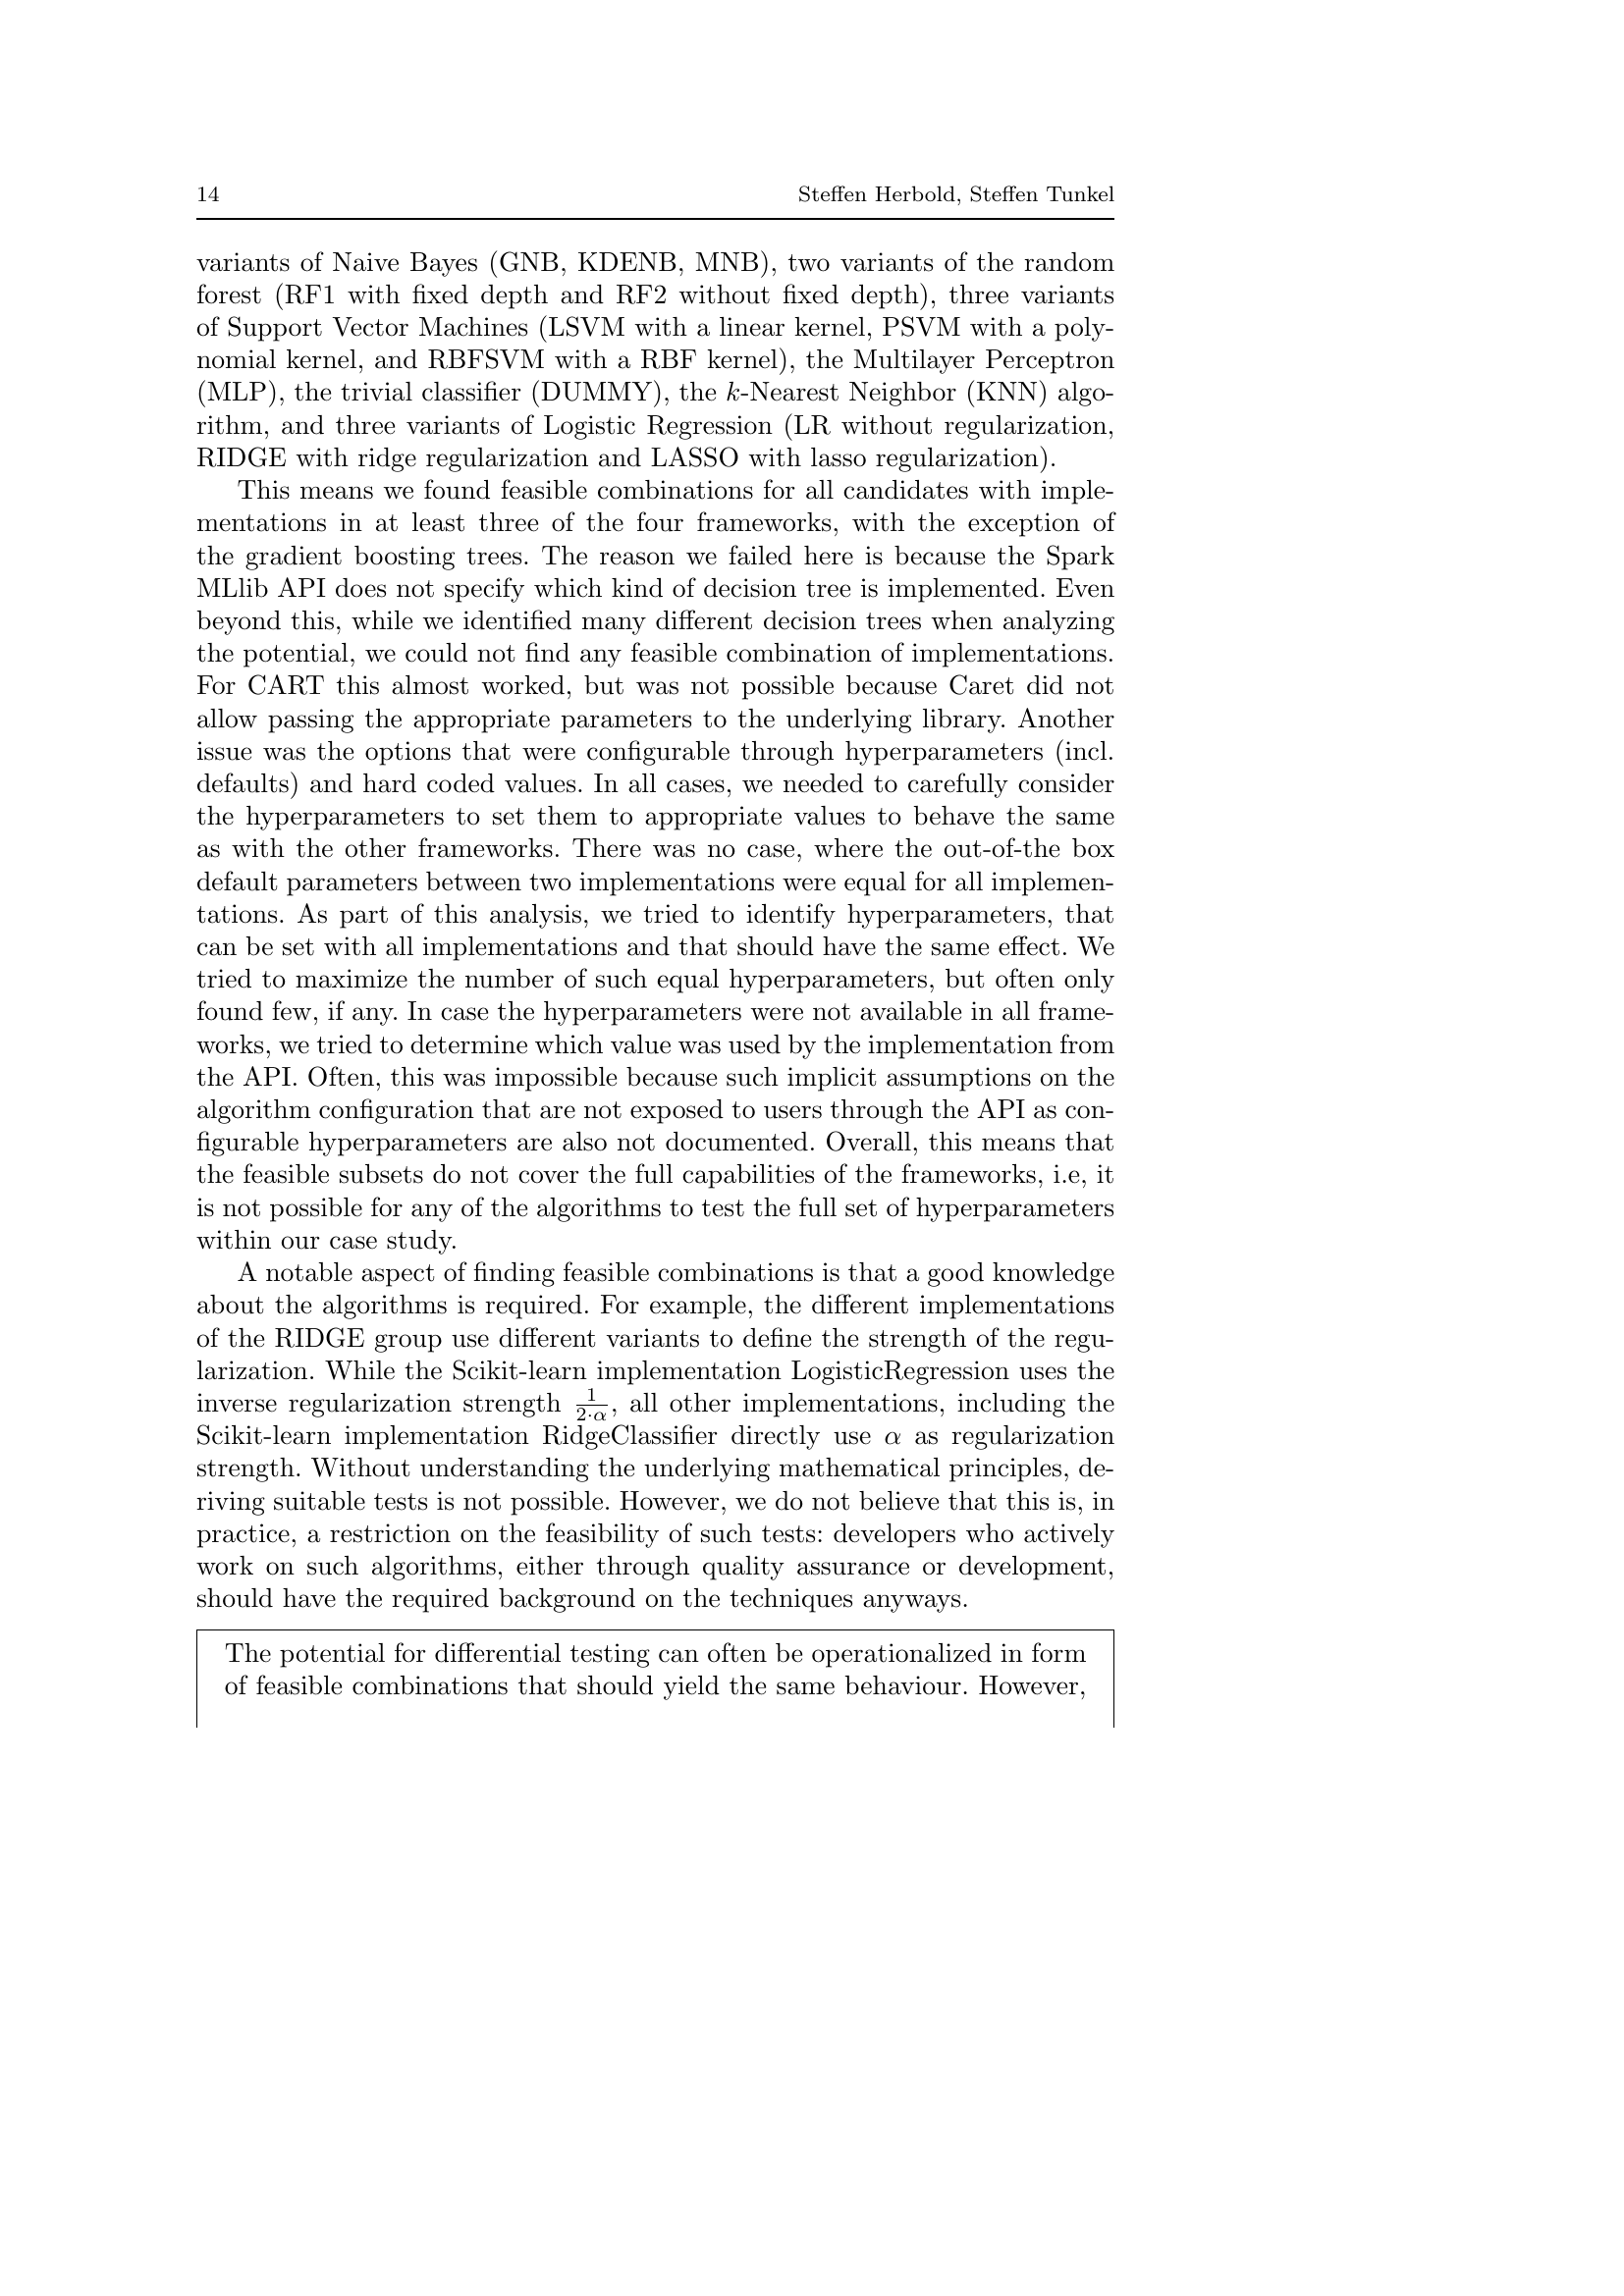 14 Steffen Herbold, Steffen Tunkel
variants of Naive Bayes (GNB, KDENB, MNB), two variants of the random
forest (RF1 with fixed depth and RF2 without fixed depth), three variants
of Support Vector Machines (LSVM with a linear kernel, PSVM with a poly-
nomial kernel, and RBFSVM with a RBF kernel), the Multilayer Perceptron
(MLP), the trivial classifier (DUMMY), the k-Nearest Neighbor (KNN) algo-
rithm, and three variants of Logistic Regression (LR without regularization,
RIDGE with ridge regularization and LASSO with lasso regularization).
This means we found feasible combinations for all candidates with imple-
mentations in at least three of the four frameworks, with the exception of
the gradient boosting trees. The reason we failed here is because the Spark
MLlib API does not specify which kind of decision tree is implemented. Even
beyond this, while we identified many different decision trees when analyzing
the potential, we could not find any feasible combination of implementations.
For CART this almost worked, but was not possible because Caret did not
allow passing the appropriate parameters to the underlying library. Another
issue was the options that were configurable through hyperparameters (incl.
defaults) and hard coded values. In all cases, we needed to carefully consider
the hyperparameters to set them to appropriate values to behave the same
as with the other frameworks. There was no case, where the out-of-the box
default parameters between two implementations were equal for all implemen-
tations. As part of this analysis, we tried to identify hyperparameters, that
can be set with all implementations and that should have the same effect. We
tried to maximize the number of such equal hyperparameters, but often only
found few, if any. In case the hyperparameters were not available in all frame-
works, we tried to determine which value was used by the implementation from
the API. Often, this was impossible because such implicit assumptions on the
algorithm configuration that are not exposed to users through the API as con-
figurable hyperparameters are also not documented. Overall, this means that
the feasible subsets do not cover the full capabilities of the frameworks, i.e, it
is not possible for any of the algorithms to test the full set of hyperparameters
within our case study.
A notable aspect of finding feasible combinations is that a good knowledge
about the algorithms is required. For example, the different implementations
of the RIDGE group use different variants to define the strength of the regu-
larization. While the Scikit-learn implementation LogisticRegression uses the
inverse regularization strength 1/(2·α), all other implementations, including the
Scikit-learn implementation RidgeClassifier directly use α as regularization
strength. Without understanding the underlying mathematical principles, de-
riving suitable tests is not possible. However, we do not believe that this is, in
practice, a restriction on the feasibility of such tests: developers who actively
work on such algorithms, either through quality assurance or development,
should have the required background on the techniques anyways.
The potential for differential testing can often be operationalized in form
of feasible combinations that should yield the same behaviour. However,